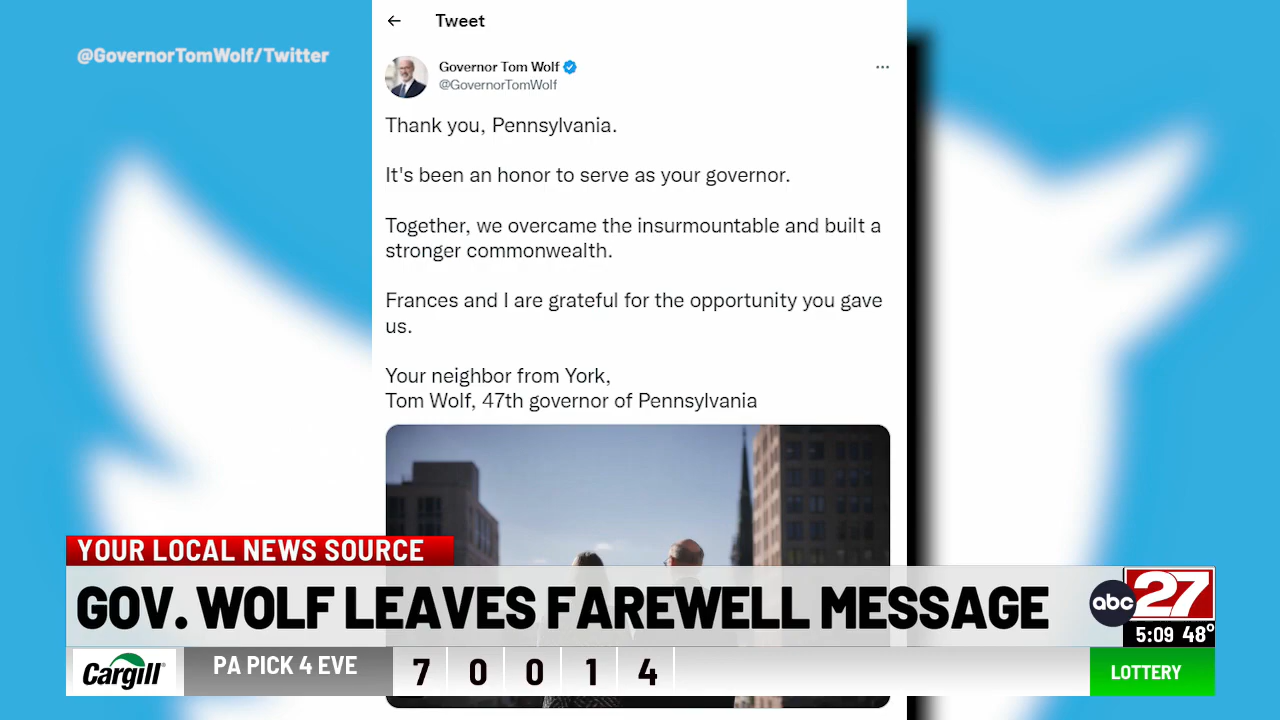 @GovernorTomWolf/Twitter
Tweet
Governor Tom Wolf
@GovernorTomWolf
Thank you, Pennsylvania.
It's been an honor to serve as your governor.
Together, we overcame the insurmountable and built a
stronger commonwealth.
Frances and I are grateful for the opportunity you gave
us.
Your neighbor from York,
Tom Wolf, 47th governor of Pennsylvania
YOUR LOCAL NEWS SOURCE
GOV. WOLF LEAVES FAREWELL MESSAGE
abc 27
5:09 48°
Cargill PA PICK 4 EVE 7 0 0 1 4 LOTTERY